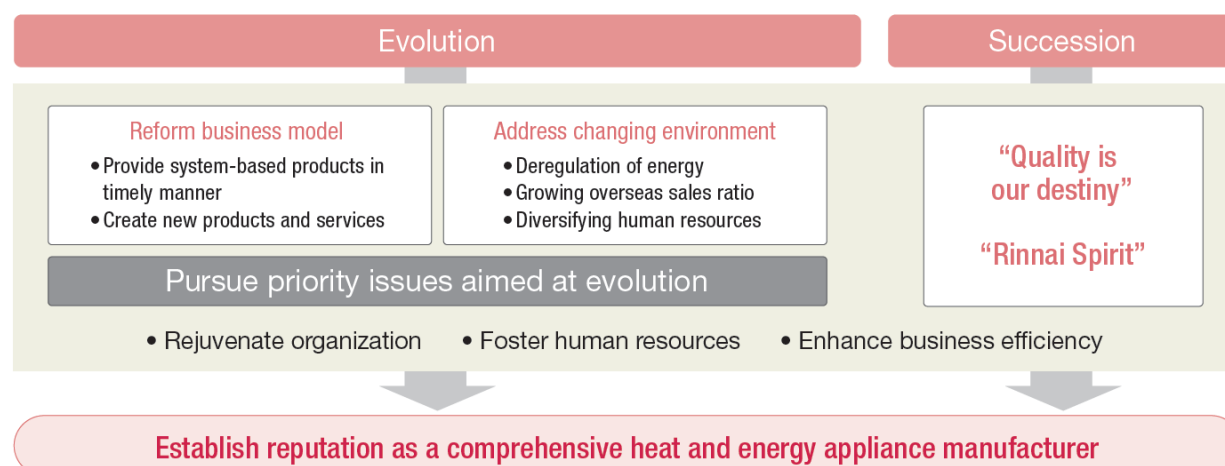 Evolution
Succession
Reform business model
• Provide system-based products in
timely manner
• Create new products and services
Address changing environment
• Deregulation of energy
• Growing overseas sales ratio
• Diversifying human resources
“Quality is
our destiny”
“Rinnai Spirit”
Pursue priority issues aimed at evolution
• Rejuvenate organization • Foster human resources • Enhance business efficiency
Establish reputation as a comprehensive heat and energy appliance manufacturer